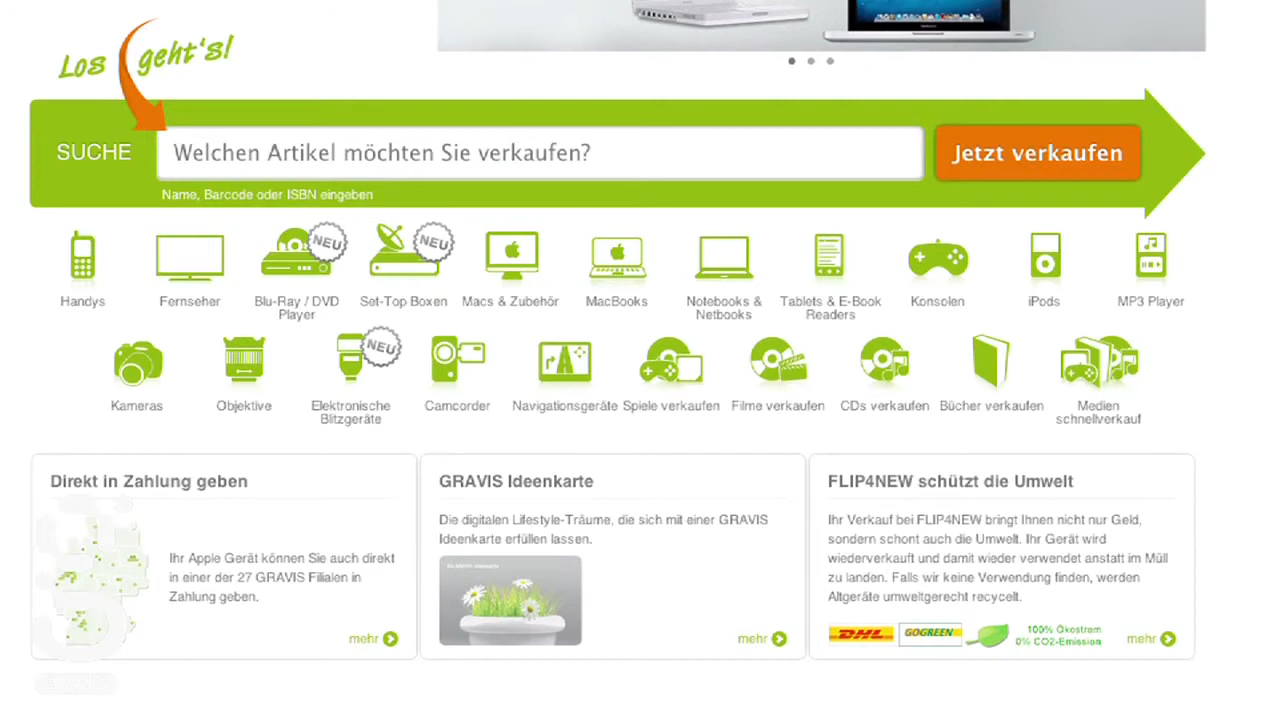 Los geht's!
SUCHE
Welchen Artikel möchten Sie verkaufen?
Jetzt verkaufen
Name, Barcode oder ISBN eingeben
NEU
NEU
Handys
Fernseher
Blu-Ray / DVD
Player
Set-Top Boxen
Macs & Zubehör
MacBooks
Notebooks &
Netbooks
Tablets & E-Book
Readers
Konsolen
iPods
MP3 Player
NEU
Kameras
Objektive
Elektronische
Blitzgeräte
Camcorder
Navigationsgeräte
Spiele verkaufen
Filme verkaufen
CDs verkaufen
Bücher verkaufen
Medien
schnellverkauf
Direkt in Zahlung geben
Ihr Apple Gerät können Sie auch direkt
in einer der 27 GRAVIS Filialen in
Zahlung geben.
mehr
GRAVIS Ideenkarte
Die digitalen Lifestyle-Träume, die sich mit einer GRAVIS
Ideenkarte erfüllen lassen.
mehr
FLIP4NEW schützt die Umwelt
Ihr Verkauf bei FLIP4NEW bringt Ihnen nicht nur Geld,
sondern schont auch die Umwelt. Ihr Gerät wird
wiederverkauft und damit wieder verwendet anstatt im Müll
zu landen. Falls wir keine Verwendung finden, werden
Altgeräte umweltgerecht recycelt.
DHL
GOGREEN
100% Ökostrom
0% CO2-Emission
mehr